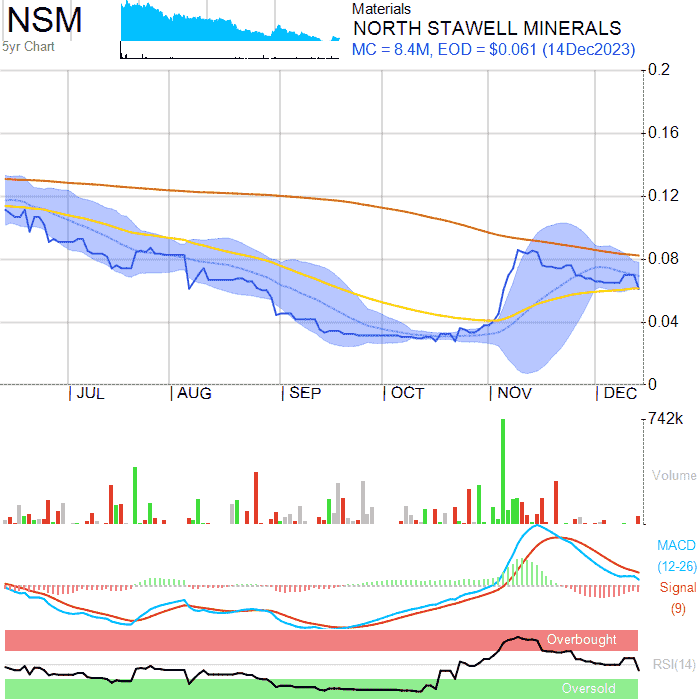 NSM
5yr Chart
Materials
NORTH STAWELL MINERALS
MC = 8.4M, EOD = $0.061 (14Dec2023)
0.2
0.16
0.12
0.08
0.04
0
JUL
AUG
SEP
OCT
NOV
DEC
742k
Volume
MACD
(12-26)
Signal
(9)
Overbought
RSI(14)
Oversold